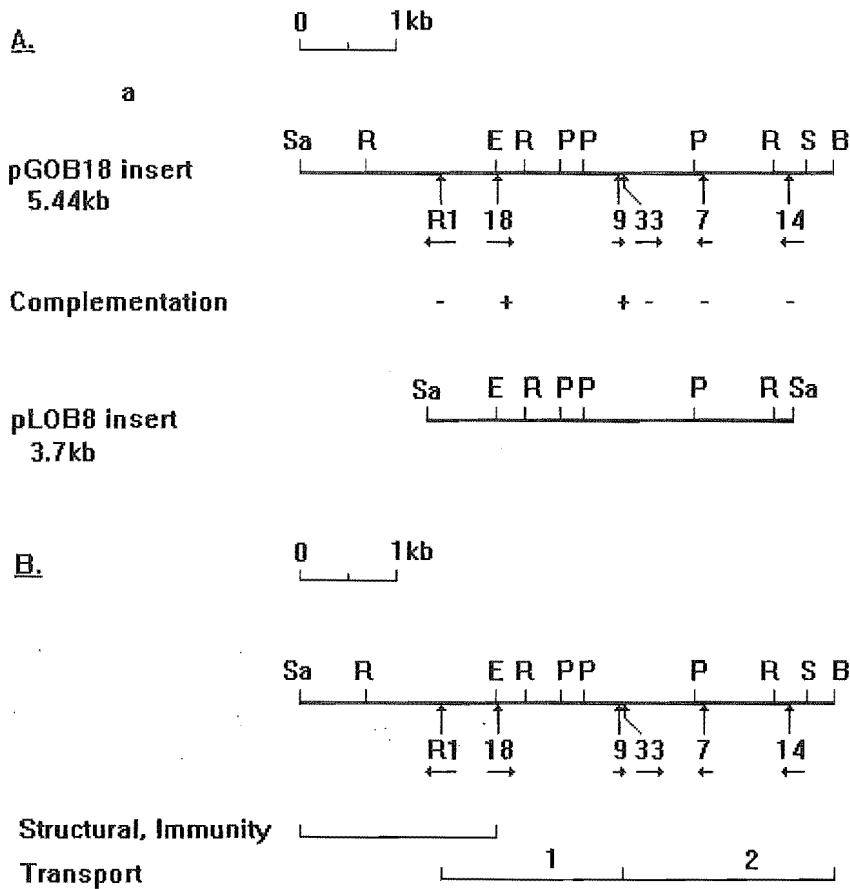 A.
0 1kb
a
Sa R E R P P P R S B
pGOB18 insert
5.44kb
R1 18 9 33 7 14
Complementation - + + - - -
Sa E R P P P R Sa
pLOB8 insert
3.7kb
B.
0 1kb
Sa R E R P P P R S B
R1 18 9 33 7 14
Structural, Immunity
1 2
Transport